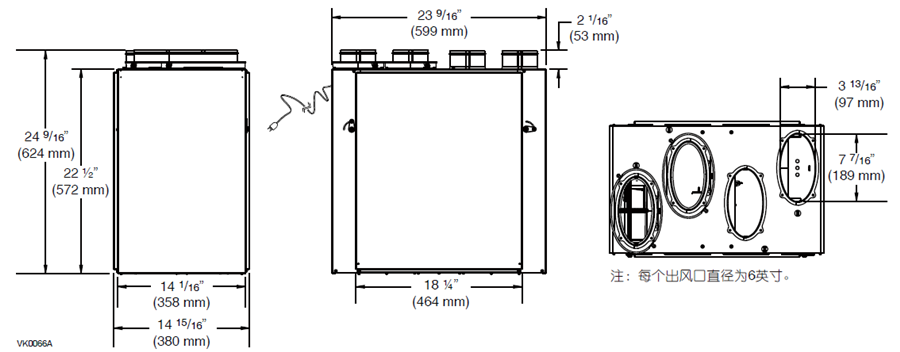 23 9/16”
(599 mm)
2 1/16”
(53 mm)
24 9/16”
(624 mm)
22 ½”
(572 mm)
14 1/16”
(358 mm)
14 15/16”
(380 mm)
18 ¼”
(464 mm)
3 13/16”
(97 mm)
7 7/16”
(189 mm)
注：每个出风口直径为6英寸。
VK0066A